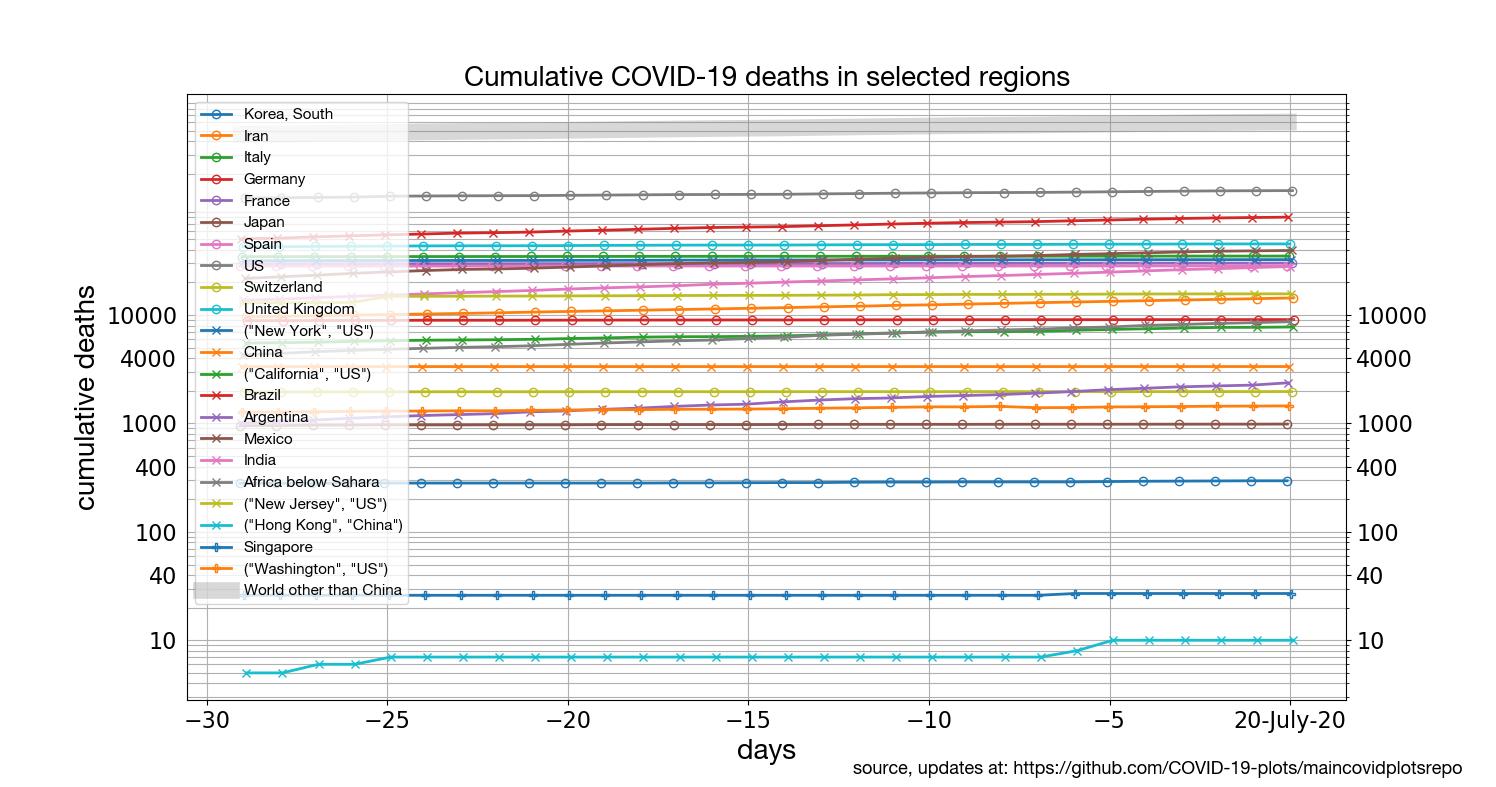 Cumulative COVID-19 deaths in selected regions
Korea, South
Iran
Italy
Germany
France
Japan
Spain
US
Switzerland
United Kingdom
("New York", "US")
China
("California", "US")
Brazil
Argentina
Mexico
India
Africa below Sahara
("New Jersey", "US")
("Hong Kong", "China")
Singapore
("Washington", "US")
World other than China
cumulative deaths
10000
4000
1000
400
100
40
10
10000
4000
1000
400
100
40
10
−30 −25 −20 −15 −10 −5 20-July-20
days
source, updates at: https://github.com/COVID-19-plots/maincovidplotsrepo